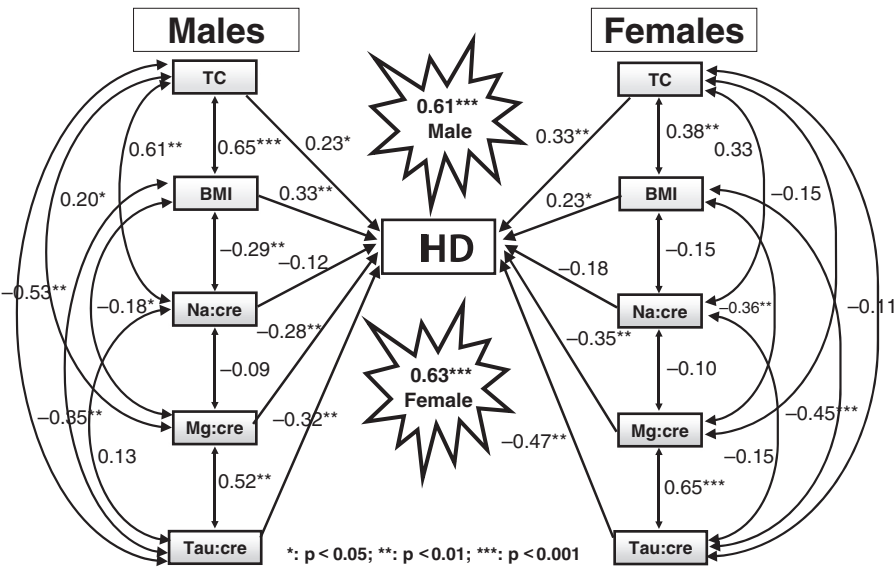 Males
Females
TC
TC
0.61***
Male
0.61**
0.65***
0.23*
0.33**
0.38**
0.33
0.20*
BMI
0.33**
0.23*
BMI
–0.15
HD
–0.29**
–0.12
–0.18
–0.15
–0.53**
–0.18*
Na:cre
Na:cre
–0.36**
–0.11
–0.28**
–0.35**
–0.09
0.63***
Female
–0.10
–0.35**
Mg:cre
–0.32**
–0.47**
Mg:cre
–0.45***
0.13
0.52**
0.65***
–0.15
Tau:cre
*: p < 0.05; **: p < 0.01; ***: p < 0.001
Tau:cre